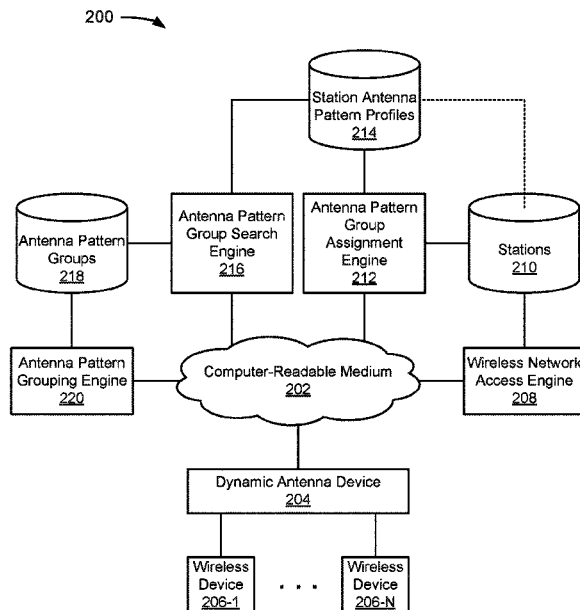 200
Station Antenna
Pattern Profiles
214
Antenna Pattern
Groups
218
Antenna Pattern
Group Search
Engine
216
Antenna Pattern
Group
Assignment
Engine
212
Stations
210
Antenna Pattern
Grouping Engine
220
Computer-Readable Medium
202
Wireless Network
Access Engine
208
Dynamic Antenna Device
204
Wireless
Device
206-1
. . .
Wireless
Device
206-N